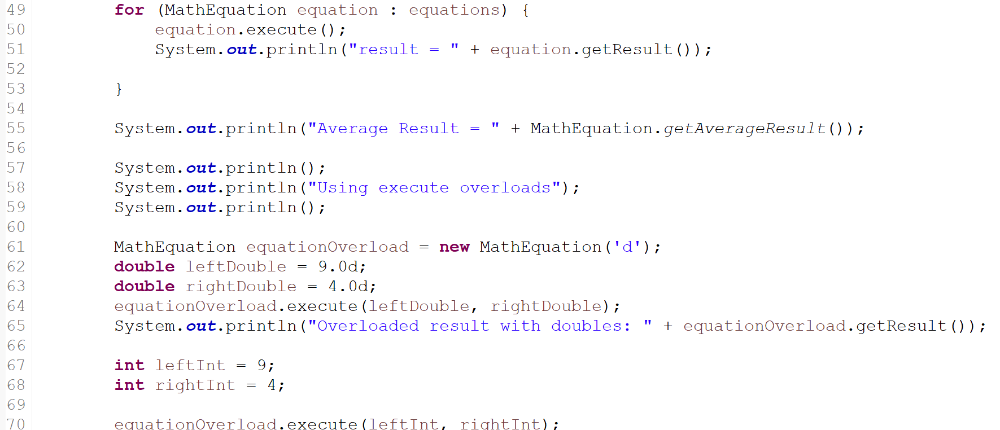 49 for (MathEquation equation : equations) {
50 equation.execute();
51 System.out.println("result = " + equation.getResult());
52
53 }
54
55 System.out.println("Average Result = " + MathEquation.getAverageResult());
56
57 System.out.println();
58 System.out.println("Using execute overloads");
59 System.out.println();
60
61 MathEquation equationOverload = new MathEquation('d');
62 double leftDouble = 9.0d;
63 double rightDouble = 4.0d;
64 equationOverload.execute(leftDouble, rightDouble);
65 System.out.println("Overloaded result with doubles: " + equationOverload.getResult());
66
67 int leftInt = 9;
68 int rightInt = 4;
69
70 equationOverload.execute(leftInt, rightInt);